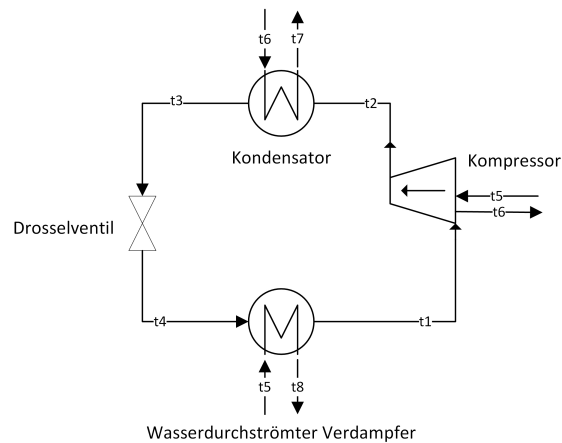 t6
t7
t3
t2
Kondensator
Kompressor
t5
t6
Drosselventil
t4
t1
t5
t8
Wasserdurchströmter Verdampfer